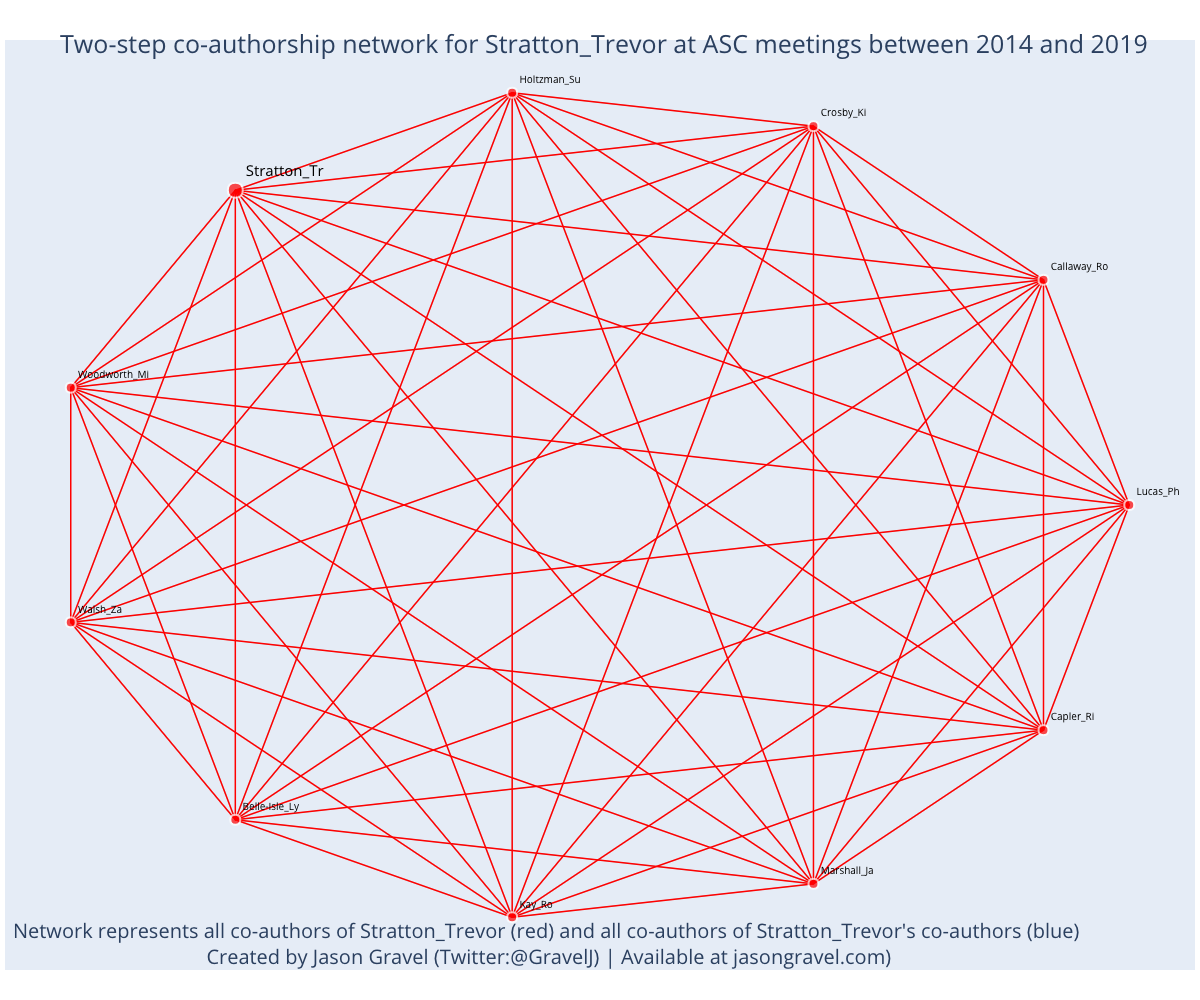 Two-step co-authorship network for Stratton_Trevor at ASC meetings between 2014 and 2019
Holtzman_Su
Crosby_Ki
Stratton_Tr
Callaway_Ro
Woodworth_Mi
Lucas_Ph
Walsh_Za
Capler_Ri
Belle-Isle_Ly
Marshall_Ja
Kay_Ro
Network represents all co-authors of Stratton_Trevor (red) and all co-authors of Stratton_Trevor's co-authors (blue)
Created by Jason Gravel (Twitter:@GravelJ) | Available at jasongravel.com)